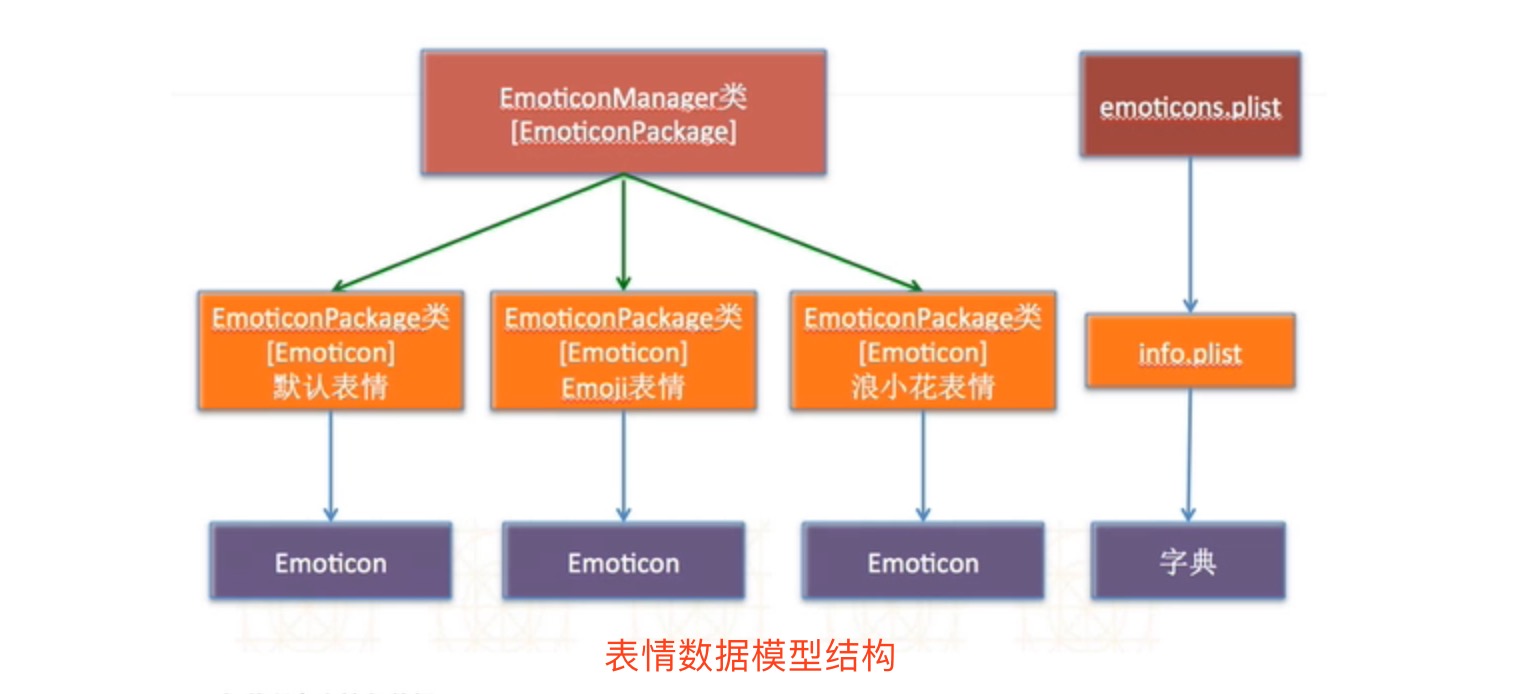 EmoticonManager类
[EmoticonPackage]
emoticons.plist
EmoticonPackage类
[Emoticon]
默认表情
EmoticonPackage类
[Emoticon]
Emoji表情
EmoticonPackage类
[Emoticon]
浪小花表情
info.plist
Emoticon
Emoticon
Emoticon
字典
表情数据模型结构